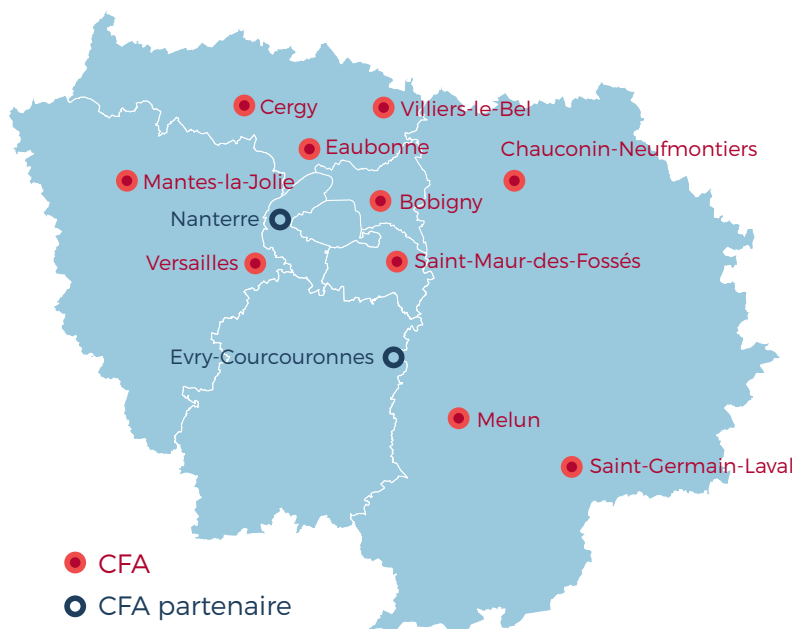 Cergy
Villiers-le-Bel
Eaubonne
Chauconin-Neufmontiers
Mantes-la-Jolie
Bobigny
Nanterre
Versailles
Saint-Maur-des-Fossés
Evry-Courcouronnes
Melun
Saint-Germain-Laval
CFA
CFA partenaire